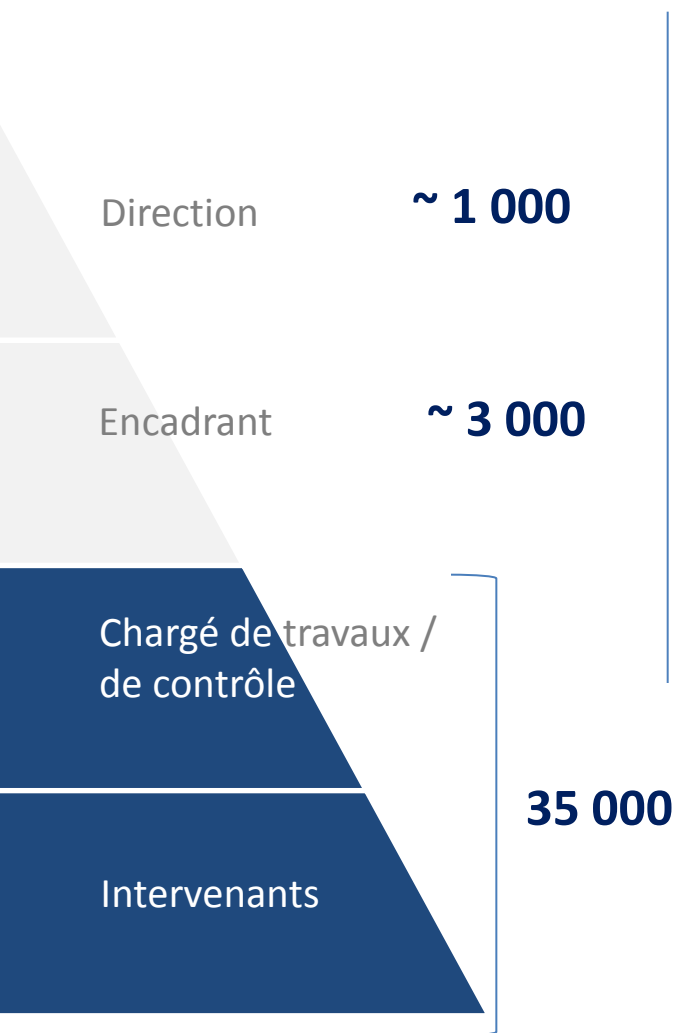 Direction
~ 1 000
Encadrant
~ 3 000
Chargé de travaux /
de contrôle
35 000
Intervenants